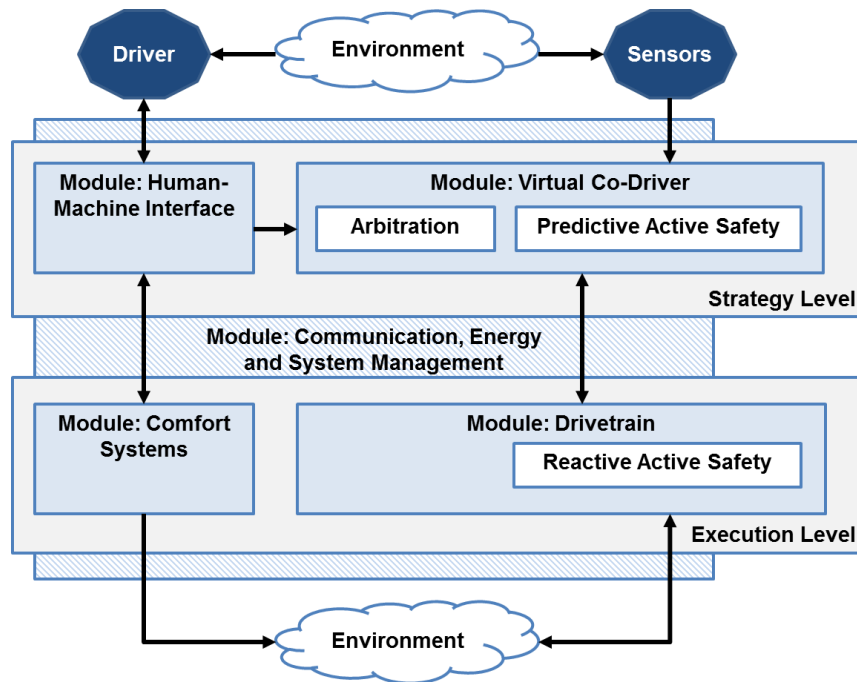 Driver
Environment
Sensors
Module: Human-
Machine Interface
Module: Virtual Co-Driver
Arbitration
Predictive Active Safety
Strategy Level
Module: Communication, Energy
and System Management
Module: Comfort
Systems
Module: Drivetrain
Reactive Active Safety
Execution Level
Environment